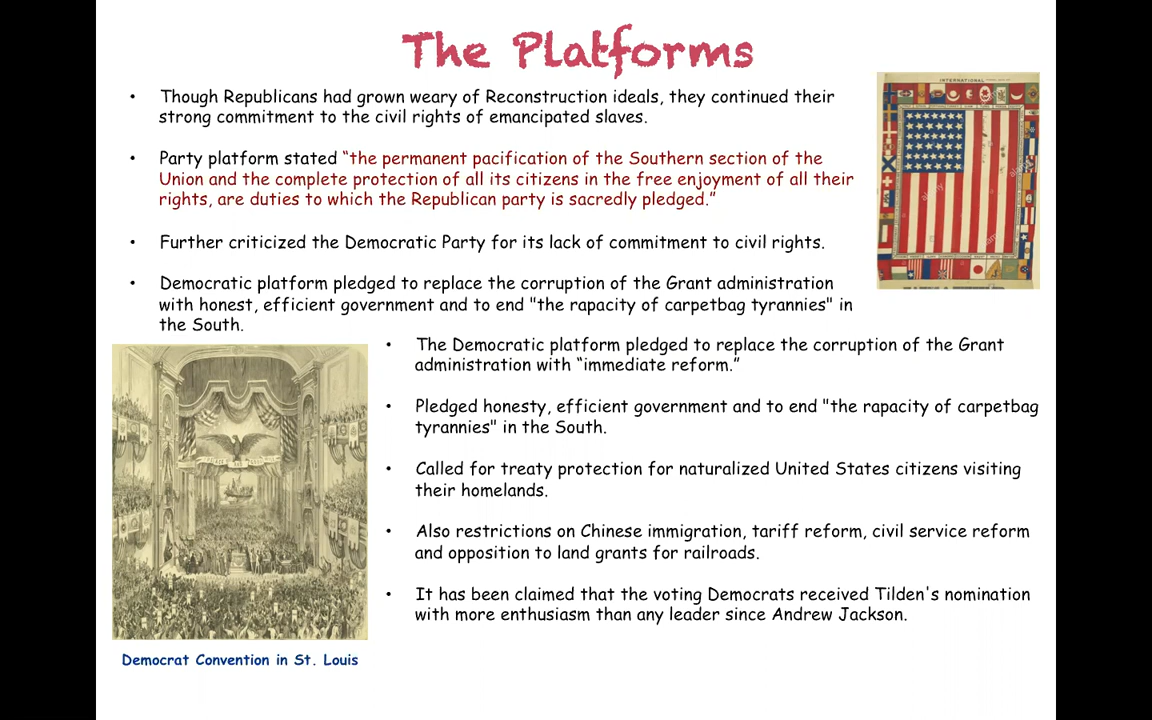 The Platforms
• Though Republicans had grown weary of Reconstruction ideals, they continued their
strong commitment to the civil rights of emancipated slaves.
• Party platform stated “the permanent pacification of the Southern section of the
Union and the complete protection of all its citizens in the free enjoyment of all their
rights, are duties to which the Republican party is sacredly pledged.”
• Further criticized the Democratic Party for its lack of commitment to civil rights.
• Democratic platform pledged to replace the corruption of the Grant administration
with honest, efficient government and to end "the rapacity of carpetbag tyrannies" in
the South.
INTERNATIONAL
• The Democratic platform pledged to replace the corruption of the Grant
administration with “immediate reform.”
• Pledged honesty, efficient government and to end "the rapacity of carpetbag
tyrannies" in the South.
• Called for treaty protection for naturalized United States citizens visiting
their homelands.
• Also restrictions on Chinese immigration, tariff reform, civil service reform
and opposition to land grants for railroads.
• It has been claimed that the voting Democrats received Tilden's nomination
with more enthusiasm than any leader since Andrew Jackson.
Democrat Convention in St. Louis